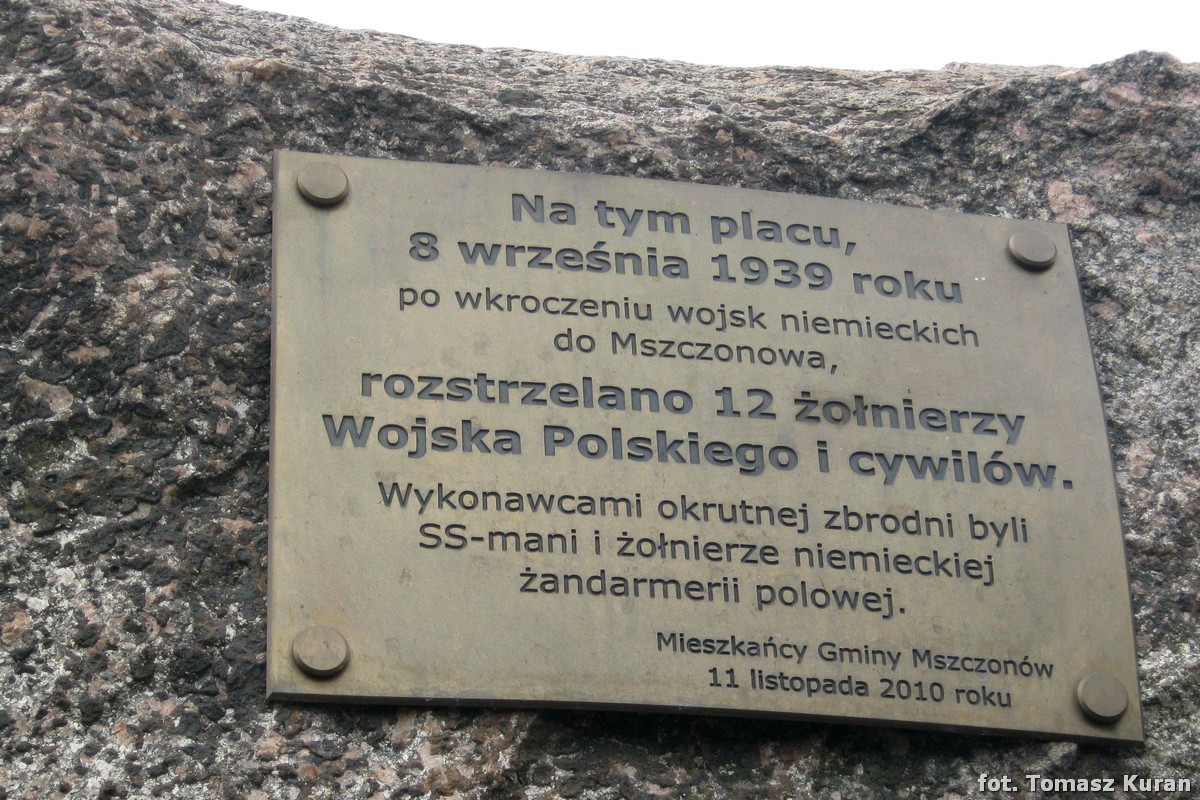 Na tym placu,
8 września 1939 roku
po wkroczeniu wojsk niemieckich
do Mszczonowa,
rozstrzelano 12 żołnierzy
Wojska Polskiego i cywilów.
Wykonawcami okrutnej zbrodni byli
SS-mani i żołnierze niemieckiej
żandarmerii polowej.
Mieszkańcy Gminy Mszczonów
11 listopada 2010 roku
fot. Tomasz Kuran